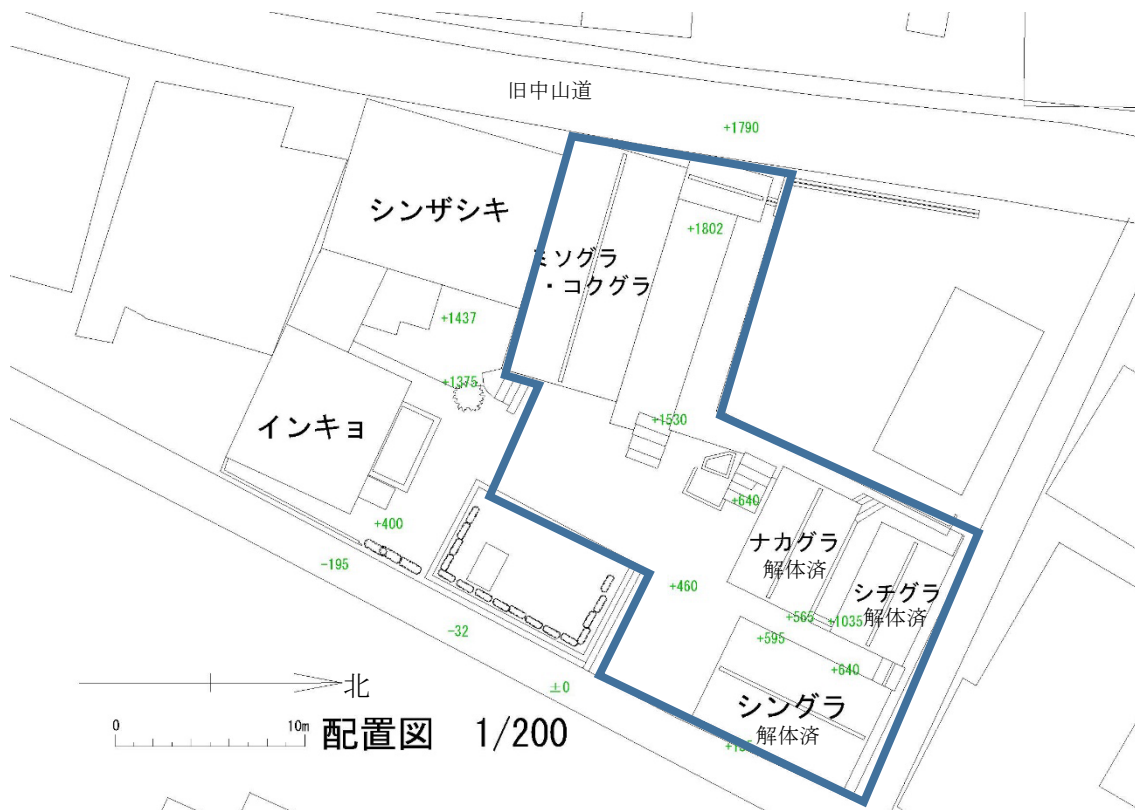 旧中山道
+1790
シンザシキ
+1802
ミソグラ
・コクグラ
+1437
+1375
+1530
インキョ
+640
+400
ナカグラ
解体済
-195
シチグラ
解体済
+460
+565
+1035
+595
-32
+640
±0
シングラ
解体済
北
0
10m
配置図 1/200